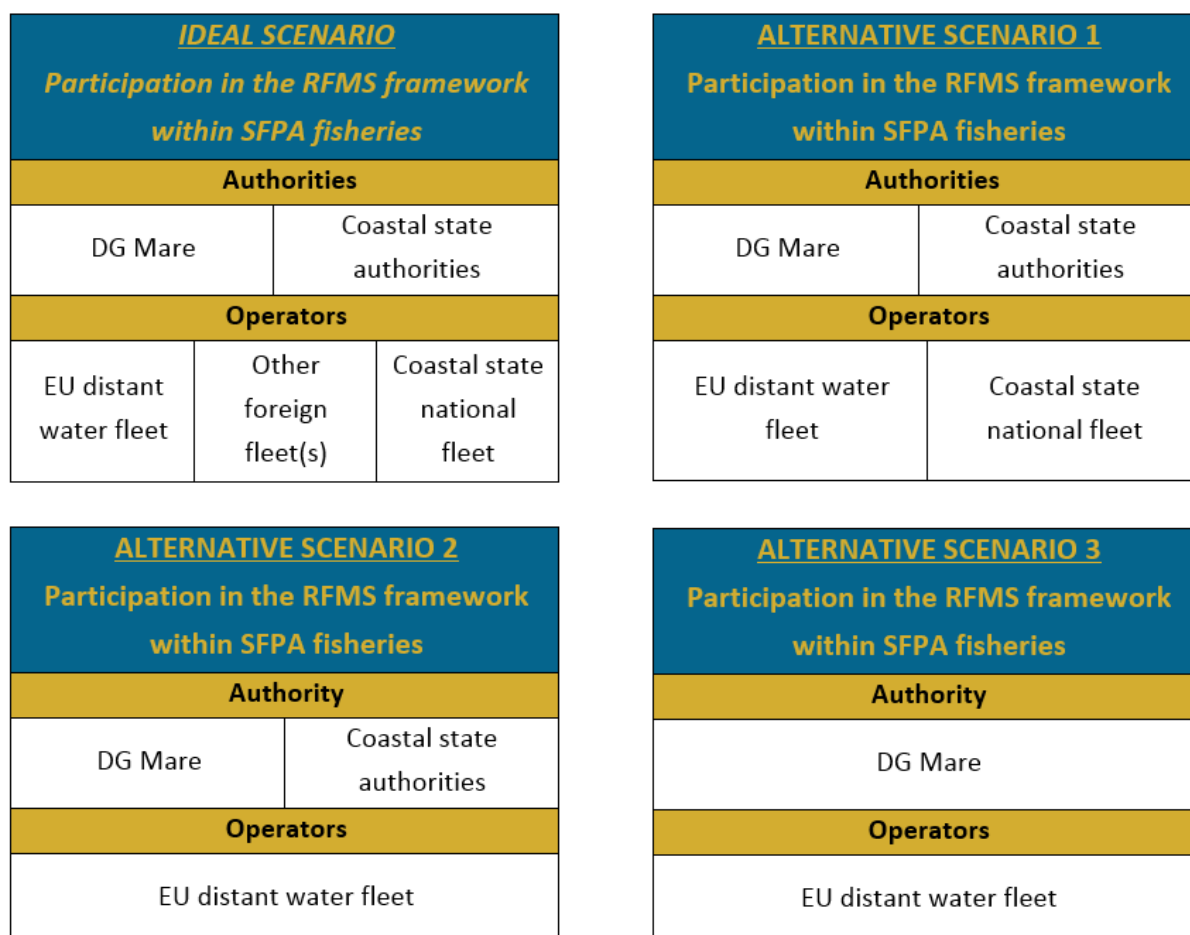 IDEAL SCENARIO
Participation in the RFMS framework
within SFPA fisheries
Authorities
DG Mare
Coastal state
authorities
Operators
EU distant
water fleet
Other
foreign
fleet(s)
Coastal state
national
fleet
ALTERNATIVE SCENARIO 1
Participation in the RFMS framework
within SFPA fisheries
Authorities
DG Mare
Coastal state
authorities
Operators
EU distant water
fleet
Coastal state
national fleet
ALTERNATIVE SCENARIO 2
Participation in the RFMS framework
within SFPA fisheries
Authority
DG Mare
Coastal state
authorities
Operators
EU distant water fleet
ALTERNATIVE SCENARIO 3
Participation in the RFMS framework
within SFPA fisheries
Authority
DG Mare
Operators
EU distant water fleet